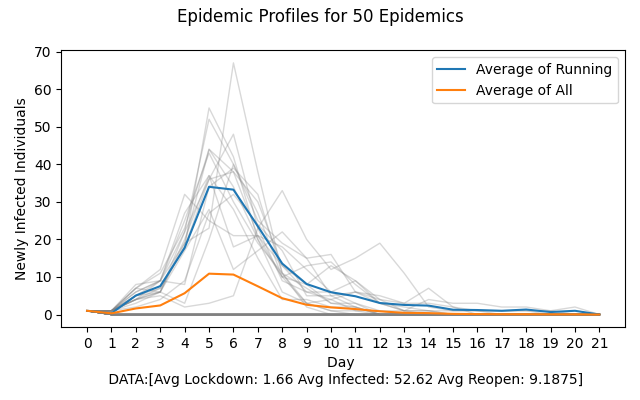 Epidemic Profiles for 50 Epidemics
70
60
50
40
30
20
10
0
Newly Infected Individuals
Average of Running
Average of All
0 1 2 3 4 5 6 7 8 9 10 11 12 13 14 15 16 17 18 19 20 21
Day
DATA:[Avg Lockdown: 1.66 Avg Infected: 52.62 Avg Reopen: 9.1875]